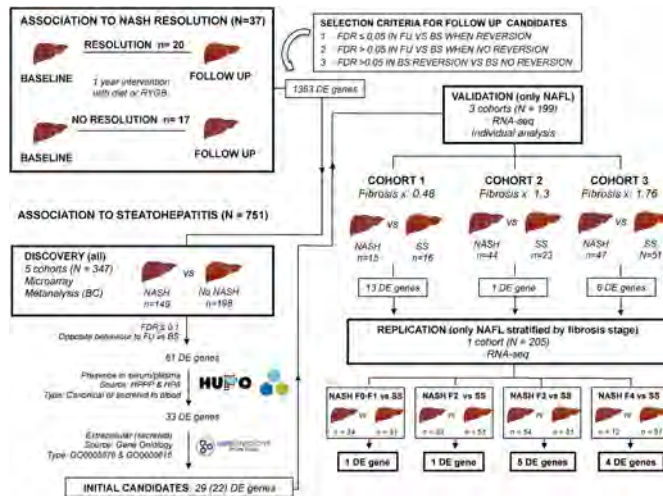 ASSOCIATION TO NASH RESOLUTION (N=37)
RESOLUTION n= 20
BASELINE
FOLLOW UP
1 year intervention
with diet or RYGB
NO RESOLUTION n= 17
BASELINE
FOLLOW UP
SELECTION CRITERIA FOR FOLLOW UP CANDIDATES
1 FDR ≤ 0.05 IN FU VS BS WHEN REVERSION
2 FDR > 0.05 IN FU VS BS WHEN NO REVERSION
3 FDR >0.05 IN BS REVERSION VS BS NO REVERSION
1363 DE genes
ASSOCIATION TO STEATOHEPATITIS (N = 751)
DISCOVERY (all)
5 cohorts (N = 347)
Microarray
Metanalysis (BC)
vs
NASH
n=149
No NASH
n=198
FDR ≤ 0.1
Opposite behaviour to FU vs BS
61 DE genes
Presence in serum/plasma
Source: HPPP & HPA
Type: Canonical or secreted to blood
HUPO
33 DE genes
Extracellular (secreted)
Source: Gene Ontology
INITIAL CANDIDATES 29 (22) DE genes
VALIDATION (only NAFL)
3 cohorts (N = 199)
RNA-seq
individual analysis
COHORT 1
Fibrosis x: 0.48
vs
NASH
n=15
SS
n=16
13 DE genes
COHORT 2
Fibrosis x: 1.3
vs
NASH
n=44
SS
n=23
1 DE gene
COHORT 3
Fibrosis x: 1.76
vs
NASH
n=47
SS
N=51
6 DE genes
REPLICATION (only NAFL stratified by fibrosis stage)
1 cohort (N = 205)
RNA-seq
NASH F0-F1 vs SS
vs
1 DE gene
NASH F2 vs SS
vs
1 DE gene
NASH F3 vs SS
vs
5 DE genes
NASH F4 vs SS
vs
4 DE genes